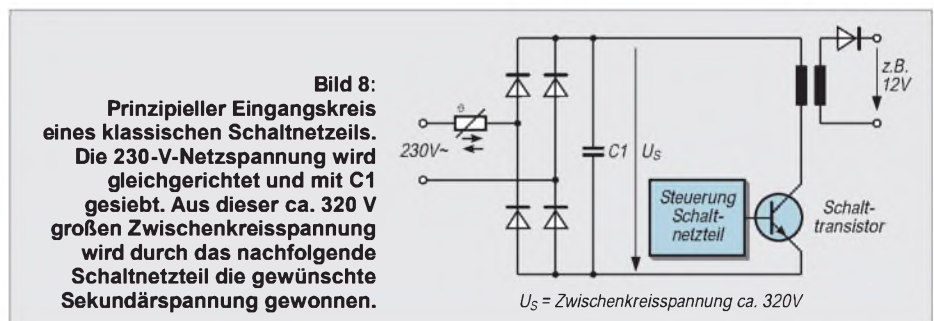 Bild 8:
Prinzipieller Eingangskreis
eines klassischen Schaltnetzeils.
Die 230-V-Netzspannung wird
gleichgerichtet und mit C1
gesiebt. Aus dieser ca. 320 V
großen Zwischenkreisspannung
wird durch das nachfolgende
Schaltnetzteil die gewünschte
Sekundärspannung gewonnen.
ϑ
230V~
C1
US
z.B.
12V
Steuerung
Schalt-
netzteil
Schalt-
transistor
US = Zwischenkreisspannung ca. 320V